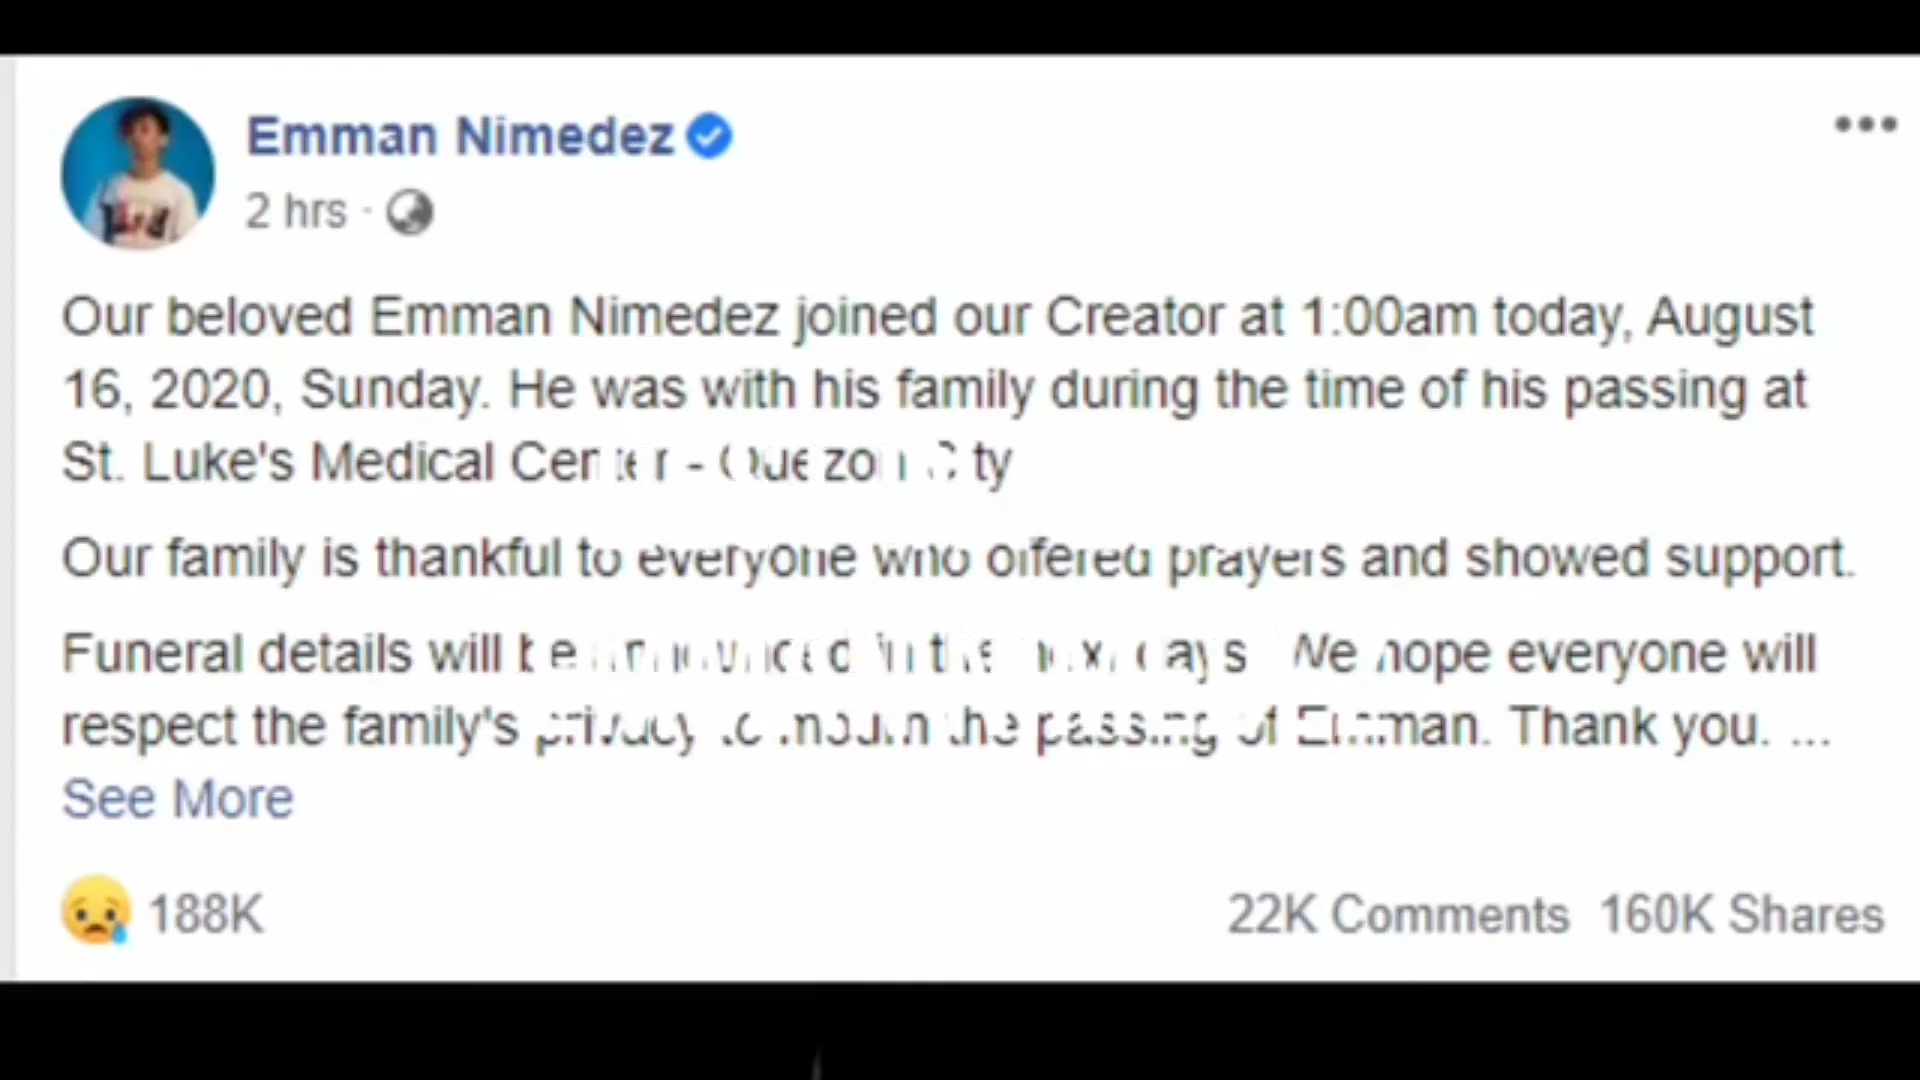 Emman Nimedez
2 hrs ·
Our beloved Emman Nimedez joined our Creator at 1:00am today, August
16, 2020, Sunday. He was with his family during the time of his passing at
St. Luke's Medical Center - Quezon City
Our family is thankful to everyone who offered prayers and showed support.
Funeral details will be announced in the next days. We hope everyone will
respect the family's privacy to mourn the passing of Emman. Thank you. ...
See More
188K
22K Comments 160K Shares